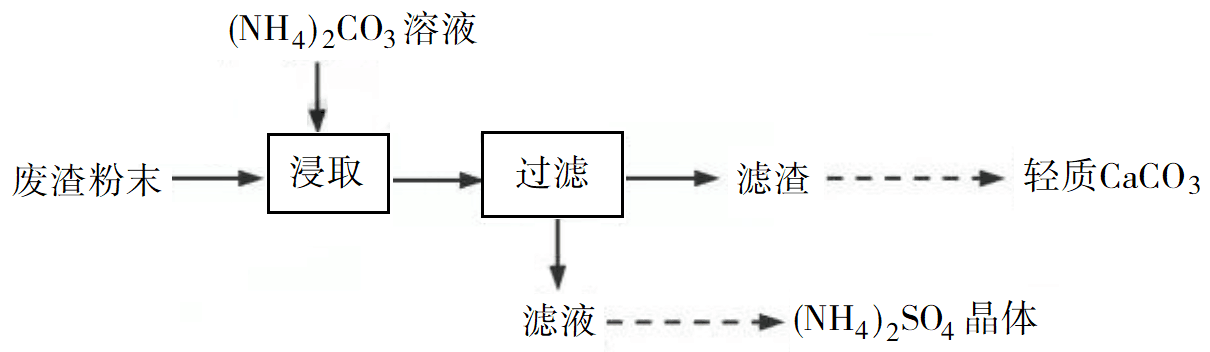 (NH₄)₂CO₃溶液
废渣粉末
浸取
过滤
滤渣
轻质CaCO₃
滤液
(NH₄)₂SO₄晶体